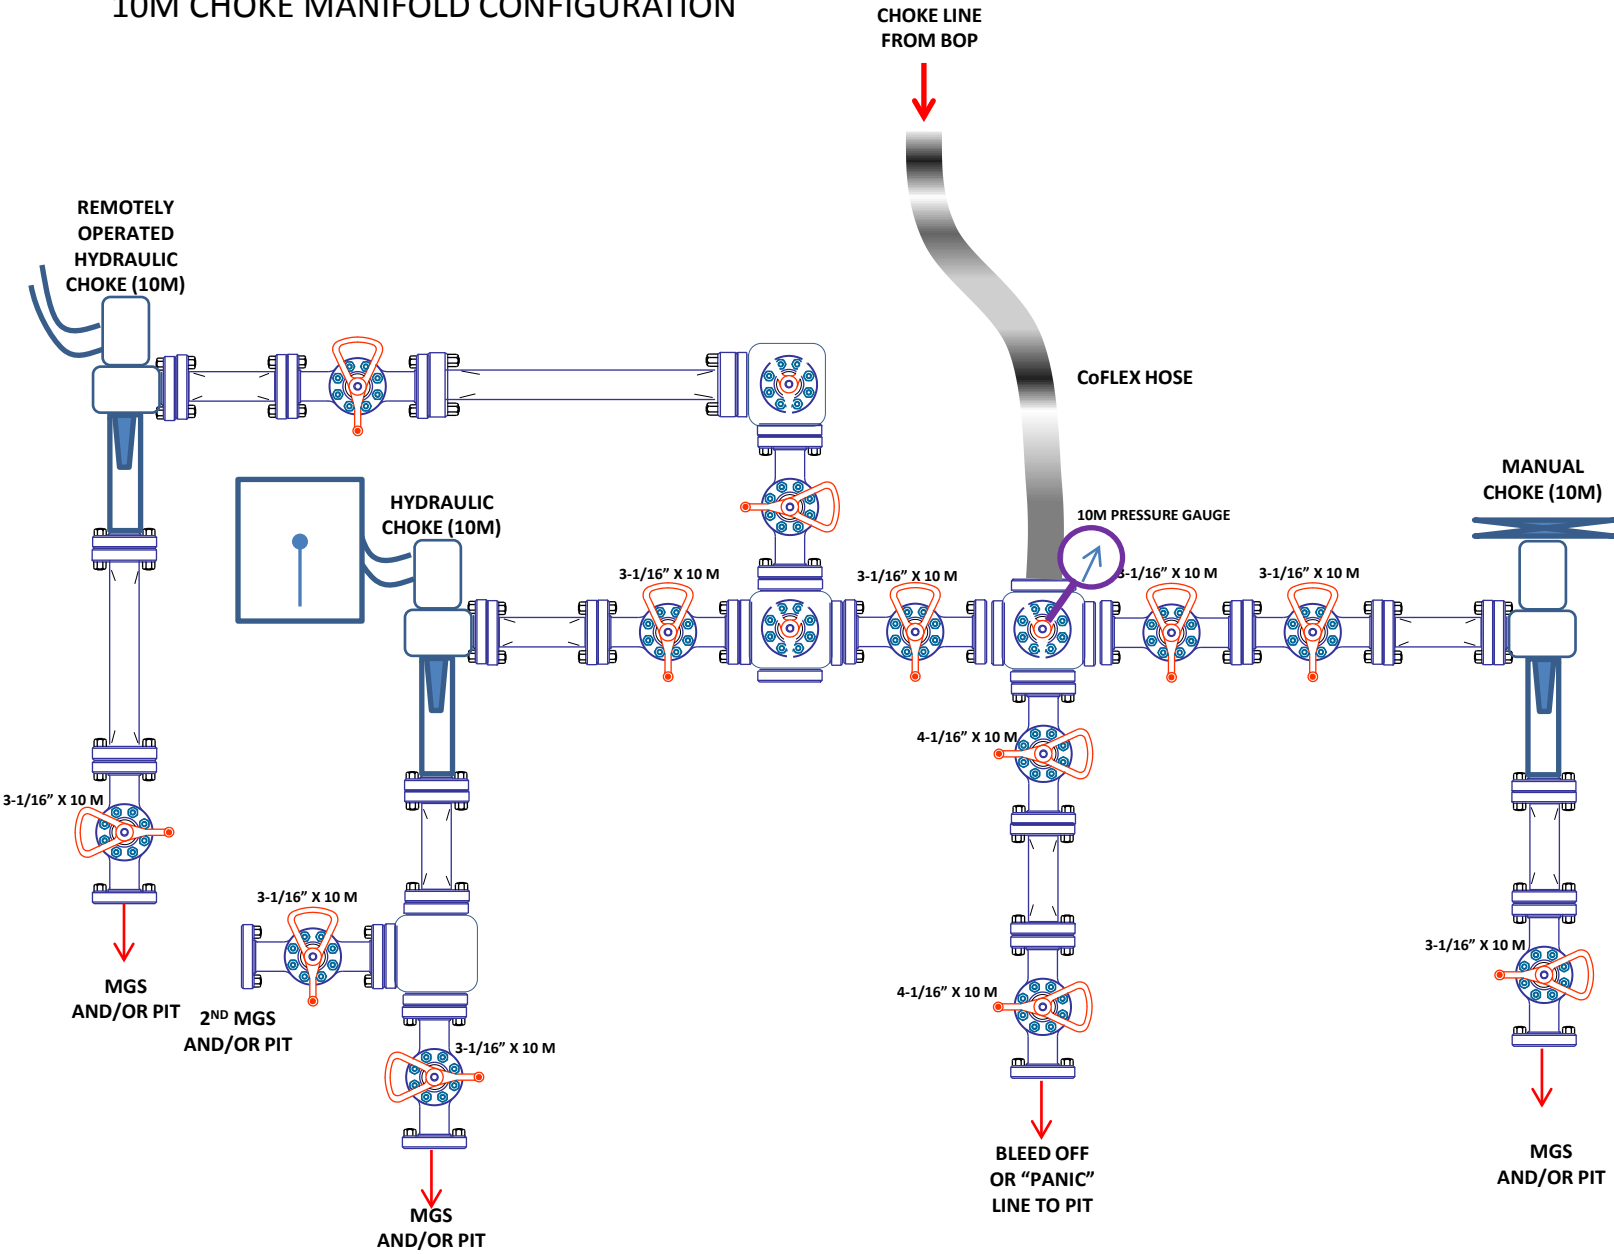 10M CHOKE MANIFOLD CONFIGURATION
CHOKE LINE
FROM BOP
REMOTELY
OPERATED
HYDRAULIC
CHOKE (10M)
CoFLEX HOSE
MANUAL
CHOKE (10M)
HYDRAULIC
CHOKE (10M)
10M PRESSURE GAUGE
3-1/16” X 10 M
3-1/16” X 10 M
3-1/16” X 10 M
3-1/16” X 10 M
4-1/16” X 10 M
3-1/16” X 10 M
3-1/16” X 10 M
3-1/16” X 10 M
4-1/16” X 10 M
MGS
AND/OR PIT
2ND MGS
AND/OR PIT
3-1/16” X 10 M
BLEED OFF
OR “PANIC”
LINE TO PIT
MGS
AND/OR PIT
MGS
AND/OR PIT